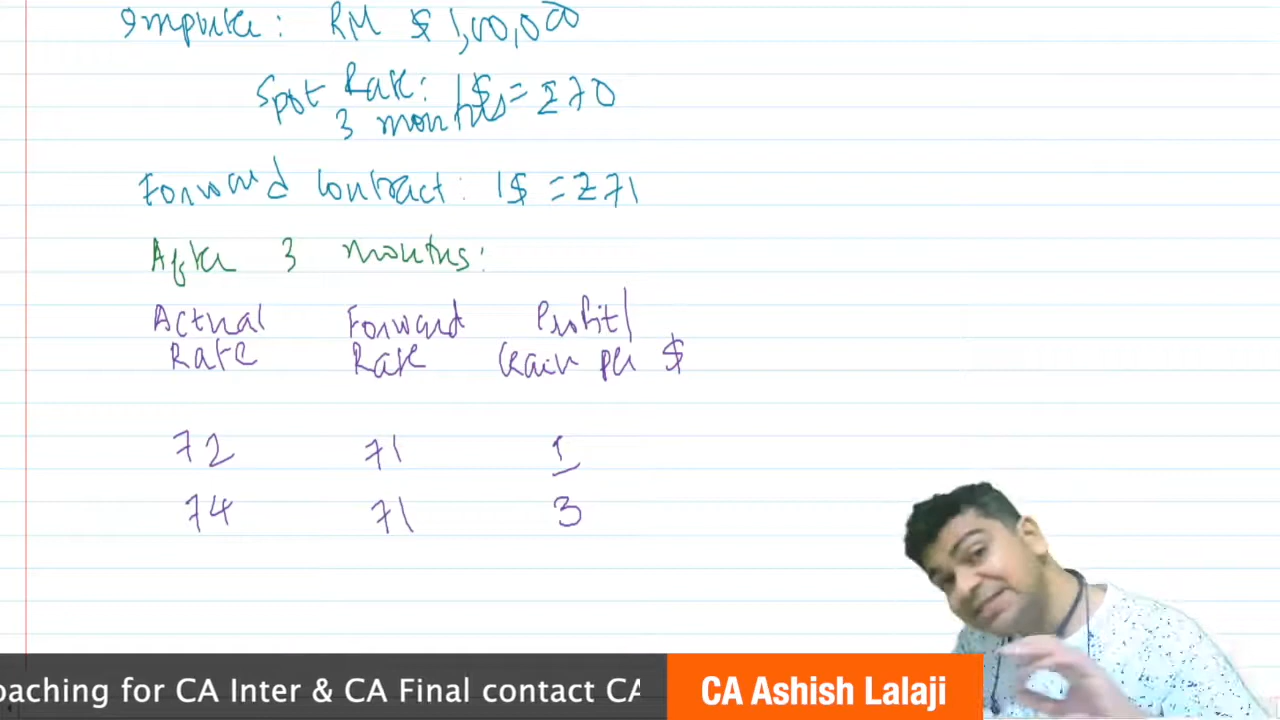 Importer: RM $ 1,00,000
Spot Rate: 1$ = ₹70
3 months
Forward Contract: 1$ = ₹71
After 3 months:
Actual Rate Forward Rate Profit/Gain per $
72 71 1
74 71 3
oaching for CA Inter & CA Final contact CA
CA Ashish Lalaji